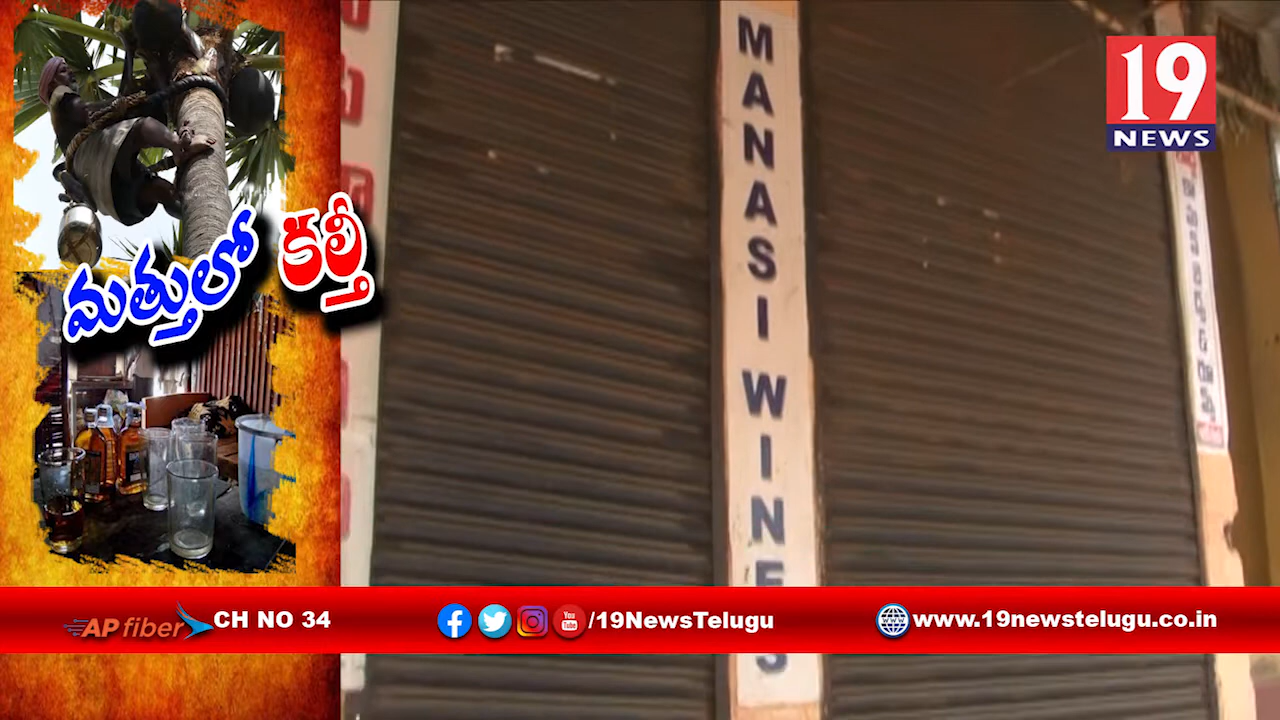 మత్తులో కల్తీ
MANASI WINES
19
NEWS
AP fiber CH NO 34
/19NewsTelugu
www.19newstelugu.co.in